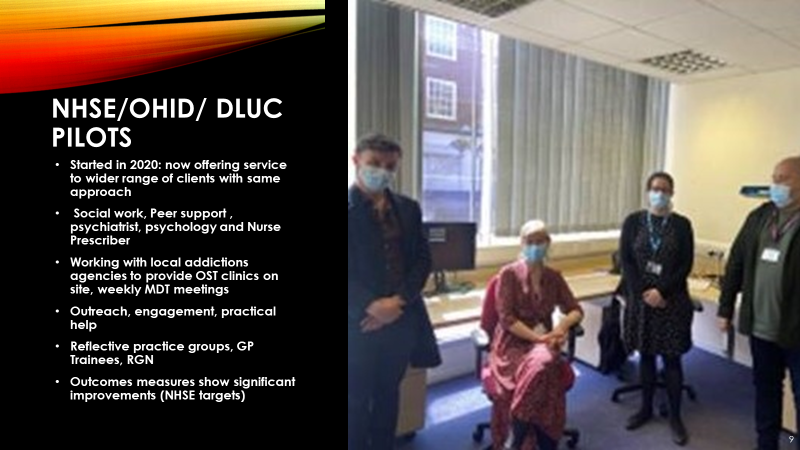 NHSE/OHID/ DLUC
PILOTS
• Started in 2020: now offering service
to wider range of clients with same
approach
• Social work, Peer support ,
psychiatrist, psychology and Nurse
Prescriber
• Working with local addictions
agencies to provide OST clinics on
site, weekly MDT meetings
• Outreach, engagement, practical
help
• Reflective practice groups, GP
Trainees, RGN
• Outcomes measures show significant
improvements (NHSE targets)
9